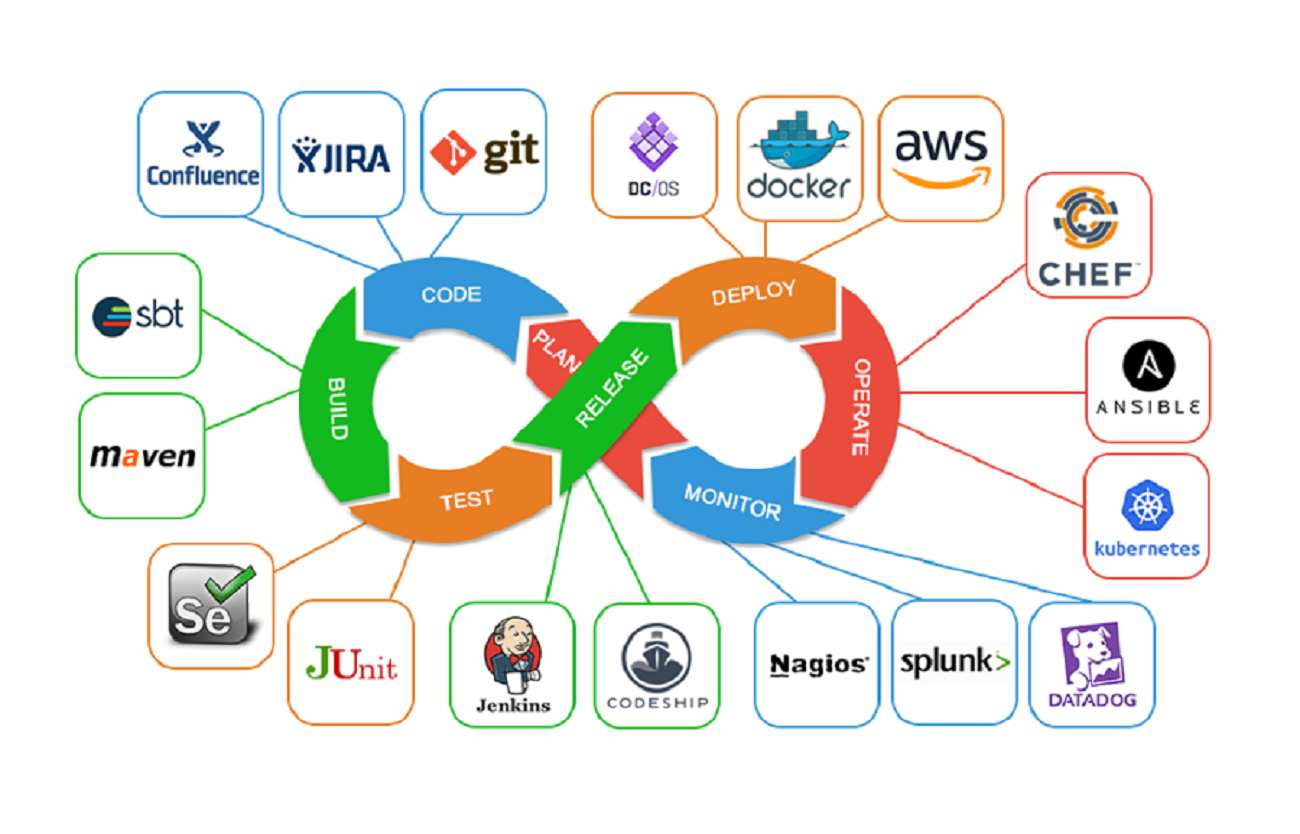 Confluence
JIRA
git
DC/OS
docker
aws
CHEF
sbt
maven
CODE
PLAN
RELEASE
DEPLOY
BUILD
OPERATE
TEST
MONITOR
ANSIBLE
kubernetes
Se
JUnit
Jenkins
CODESHIP
Nagios
splunk>
DATADOG